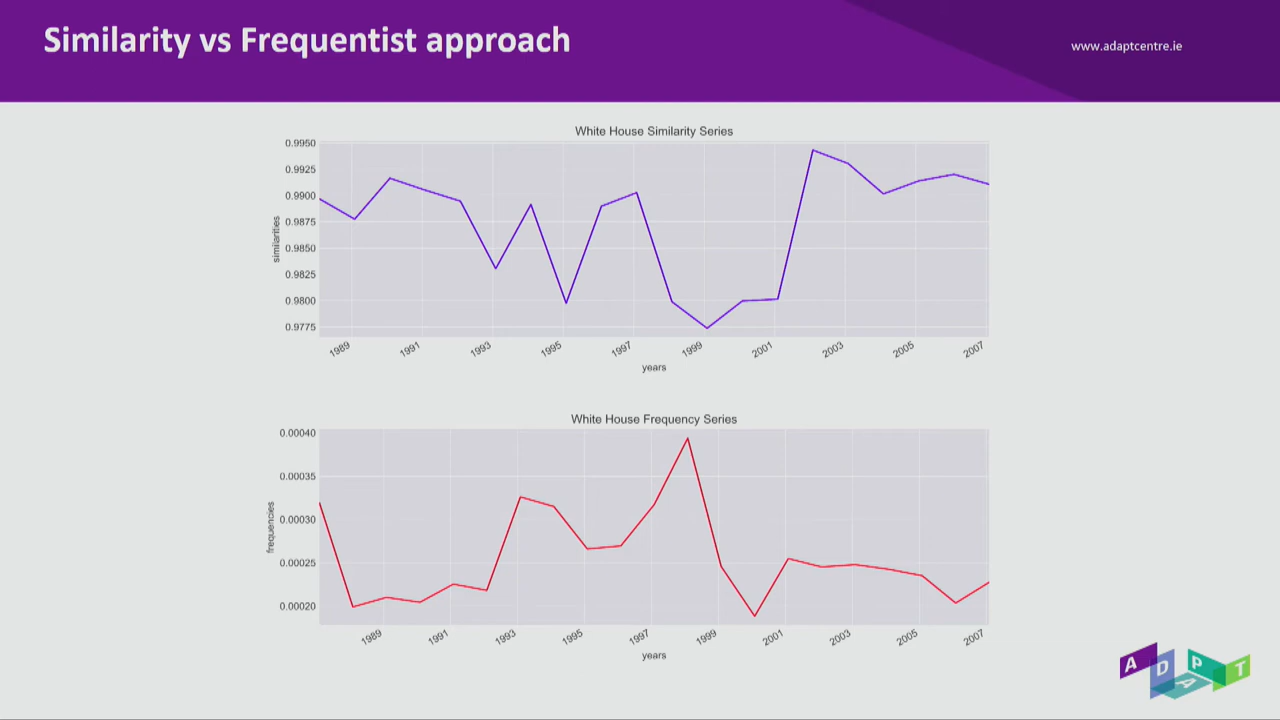 Similarity vs Frequentist approach
www.adaptcentre.ie
White House Similarity Series
0.9950
0.9925
0.9900
0.9875
0.9850
0.9825
0.9800
0.9775
similarities
1989 1991 1993 1995 1997 1999 2001 2003 2005 2007
years
White House Frequency Series
0.00040
0.00035
0.00030
0.00025
0.00020
frequencies
1989 1991 1993 1995 1997 1999 2001 2003 2005 2007
years
ADAPT